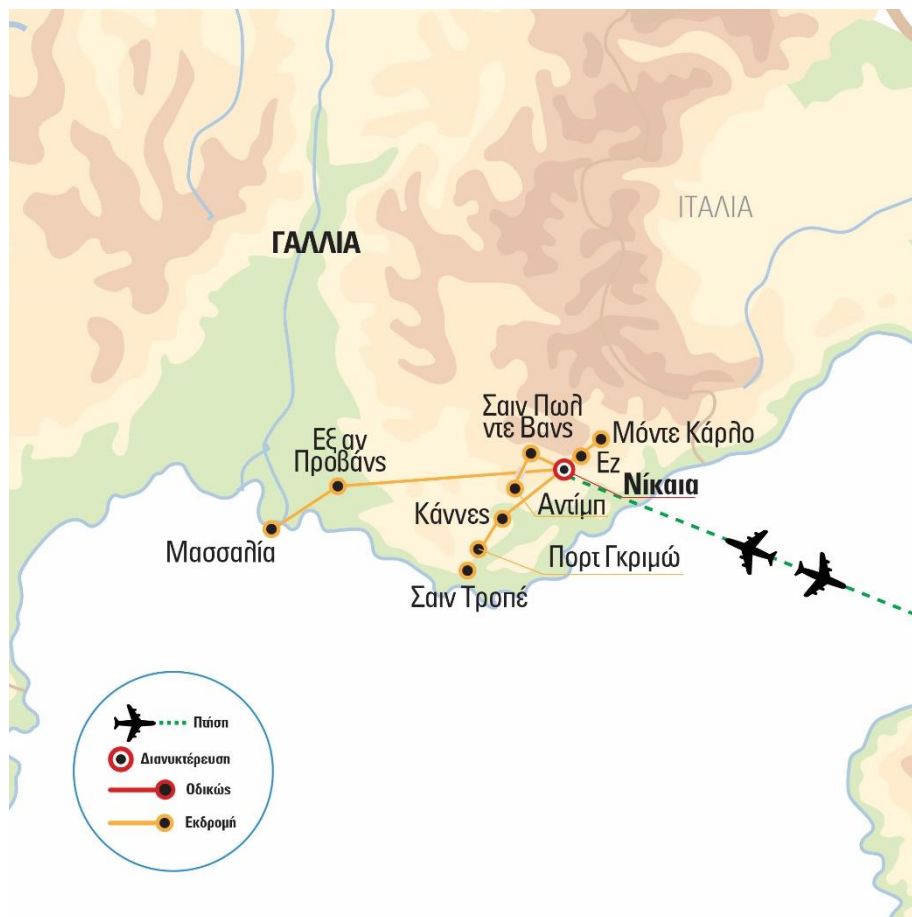 ΙΤΑΛΙΑ
ΓΑΛΛΙΑ
Σαιν Πωλ
ντε Βανς
Μόντε Κάρλο
Εξ αν
Προβάνς
Εz
Νίκαια
Αντίμπ
Κάννες
Μασσαλία
Πορτ Γκριμώ
Σαιν Τροπέ
Πτήση
Διανυκτέρευση
Οδικώς
Εκδρομή